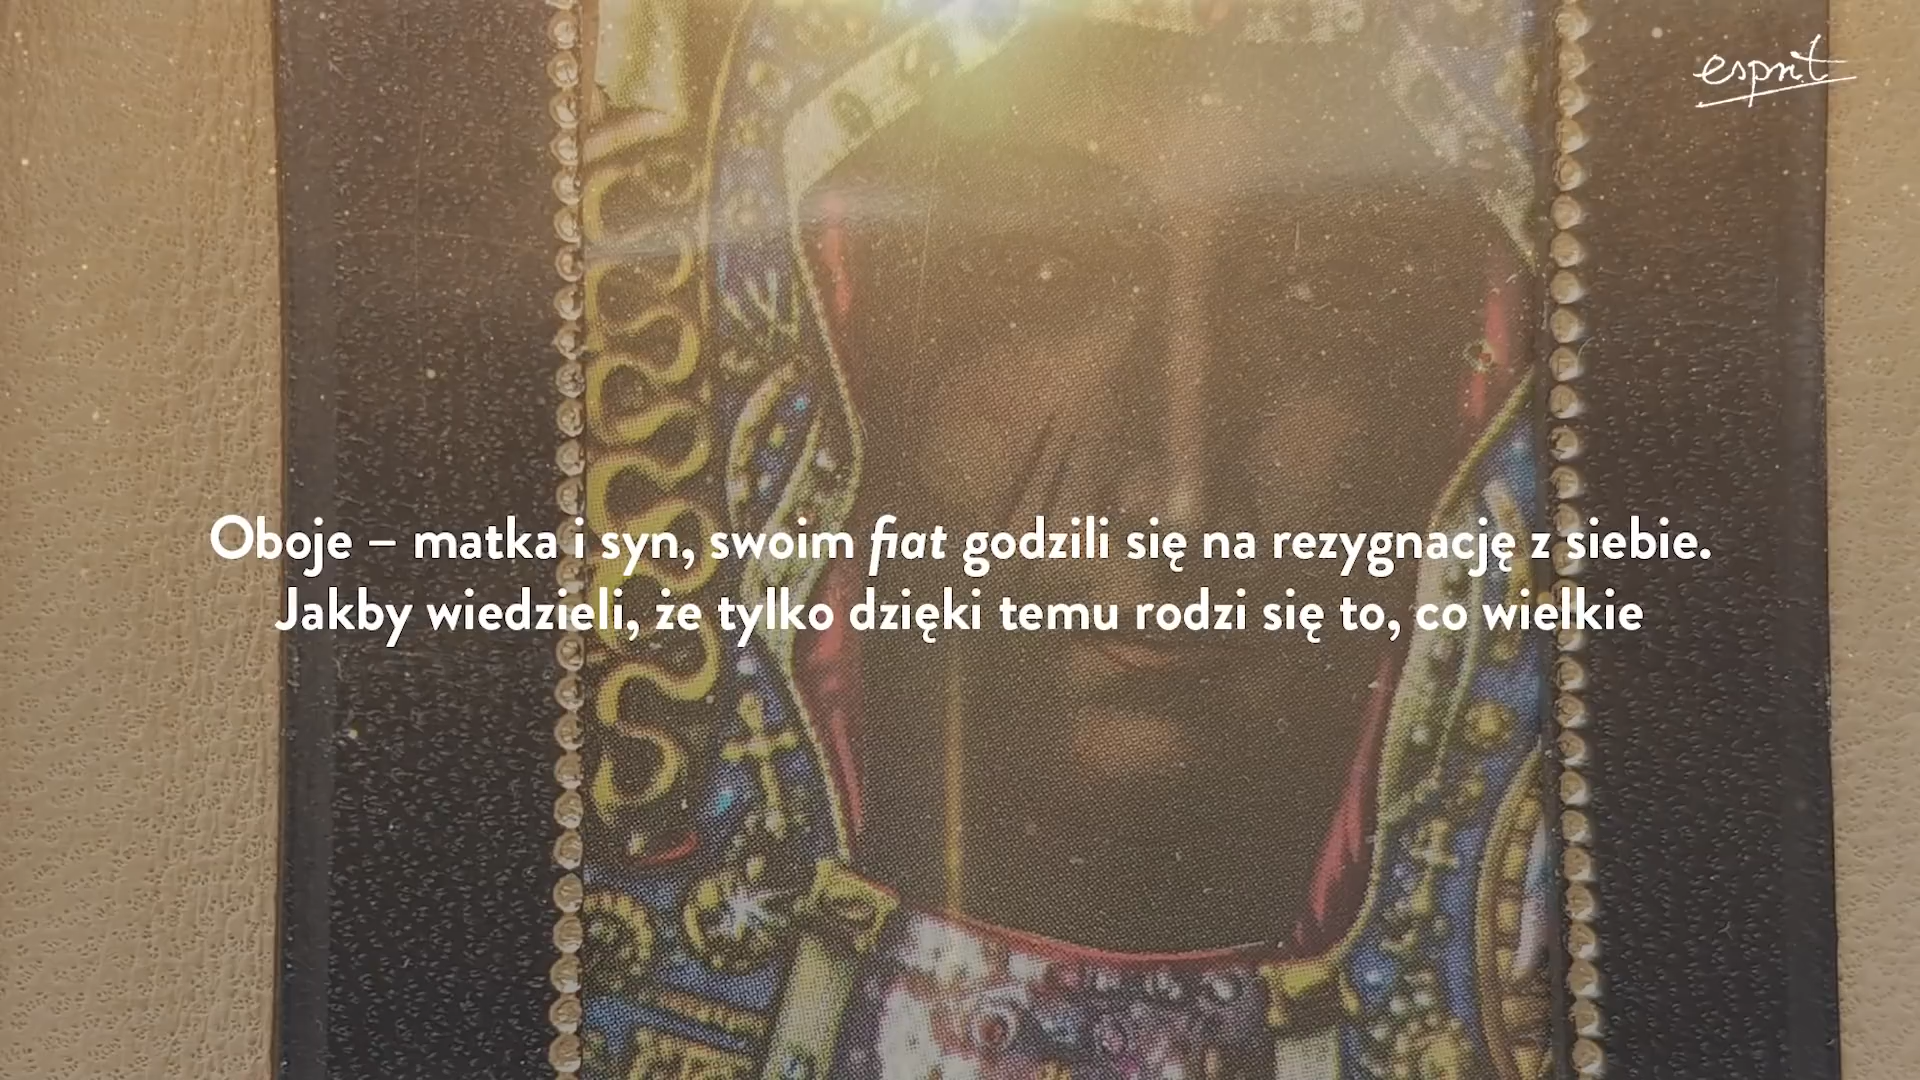 esprit
Oboje – matka i syn, swoim fiat godzili się na rezygnację z siebie.
Jakby wiedzieli, że tylko dzięki temu rodzi się to, co wielkie